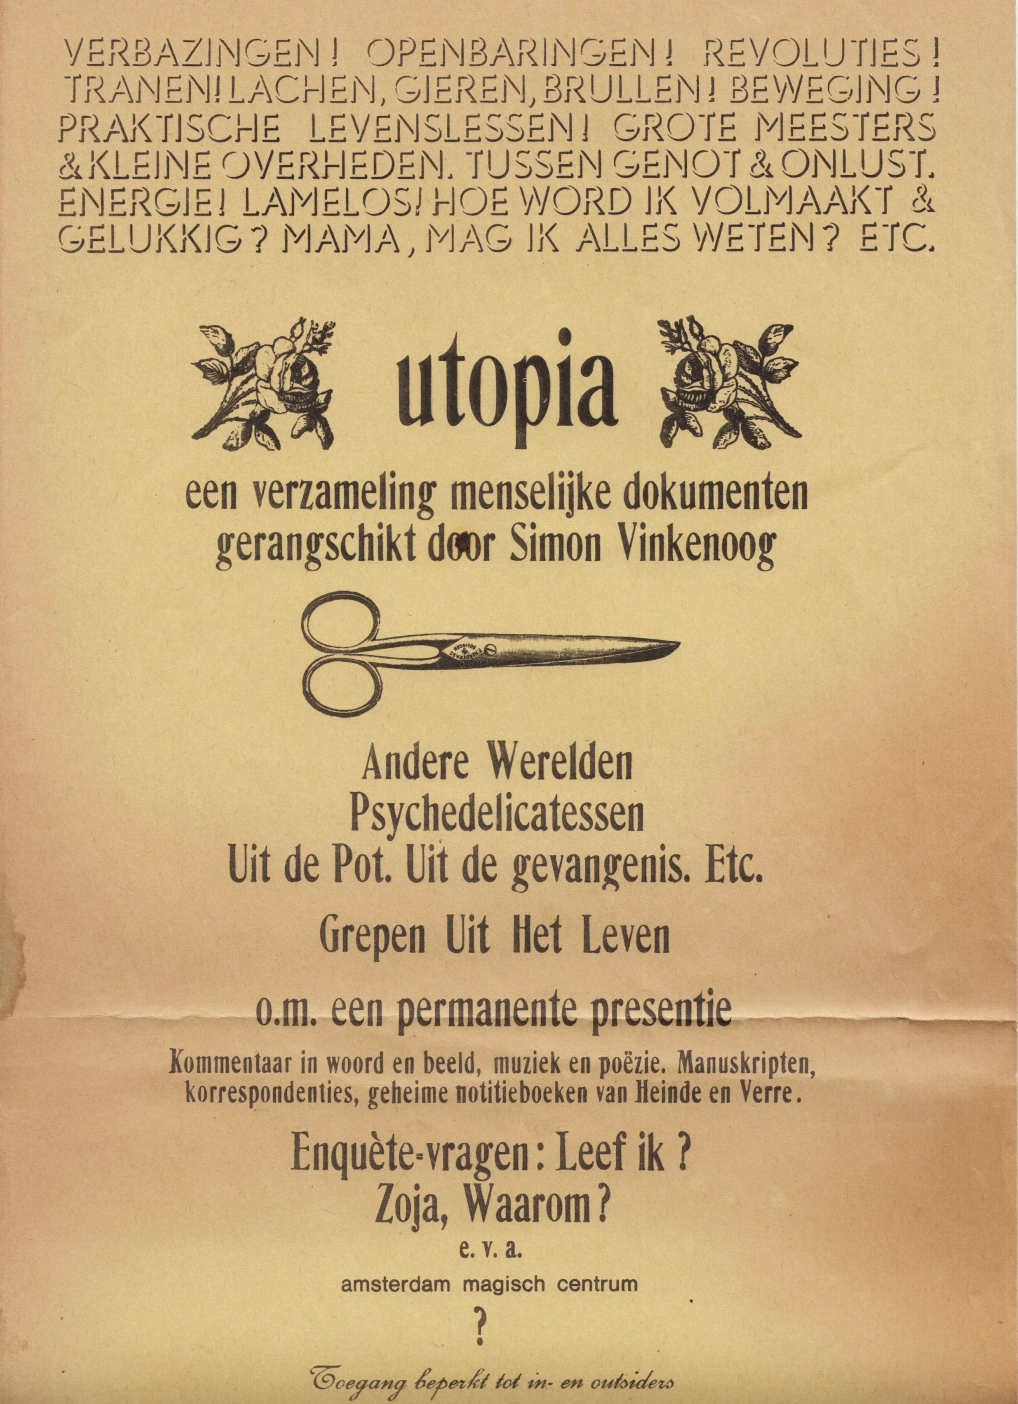 VERBAZINGEN! OPENBARINGEN! REVOLUTIES!
TRANEN! LACHEN, GIEREN, BRULLEN! BEWEGING!
PRAKTISCHE LEVENSLESSEN! GROTE MEESTERS
& KLEINE OVERHEDEN. TUSSEN GENOT & ONLUST.
ENERGIE! LAMELOS! HOE WORD IK VOLMAAKT &
GELUKKIG? MAMA, MAG IK ALLES WETEN? ETC.
utopia
een verzameling menselijke dokumenten
gerangschikt door Simon Vinkenoog
Andere Werelden
Psychedelicatessen
Uit de Pot. Uit de gevangenis. Etc.
Grepen Uit Het Leven
o.m. een permanente presentie
Kommentaar in woord en beeld, muziek en poëzie. Manuskripten,
korrespondenties, geheime notitieboeken van Heinde en Verre.
Enquète-vragen: Leef ik?
Zoja, Waarom?
e. v. a.
amsterdam magisch centrum
?
Toegang beperkt tot in- en outsiders